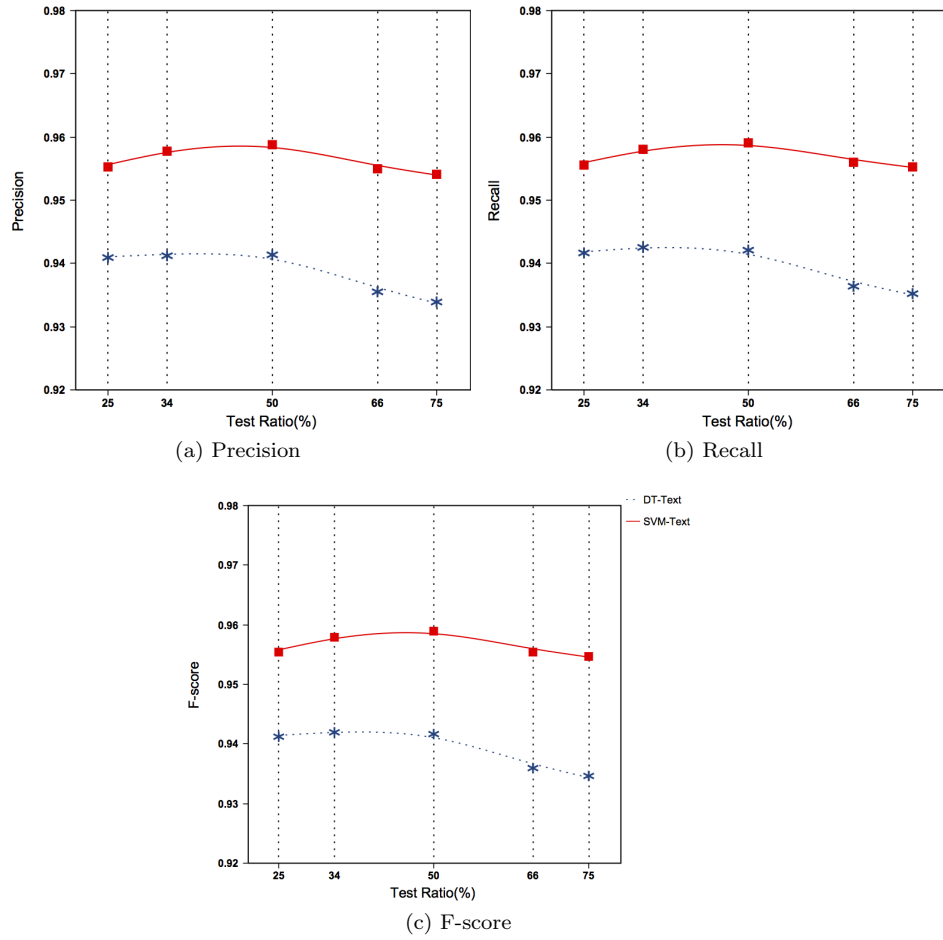 0.98
0.97
0.96
0.95
0.94
0.93
0.92
Precision
25 34 50 66 75
Test Ratio(%)
(a) Precision
0.98
0.97
0.96
0.95
0.94
0.93
0.92
Recall
25 34 50 66 75
Test Ratio(%)
(b) Recall
0.98
0.97
0.96
0.95
0.94
0.93
0.92
F-score
25 34 50 66 75
Test Ratio(%)
DT-Text
SVM-Text
(c) F-score